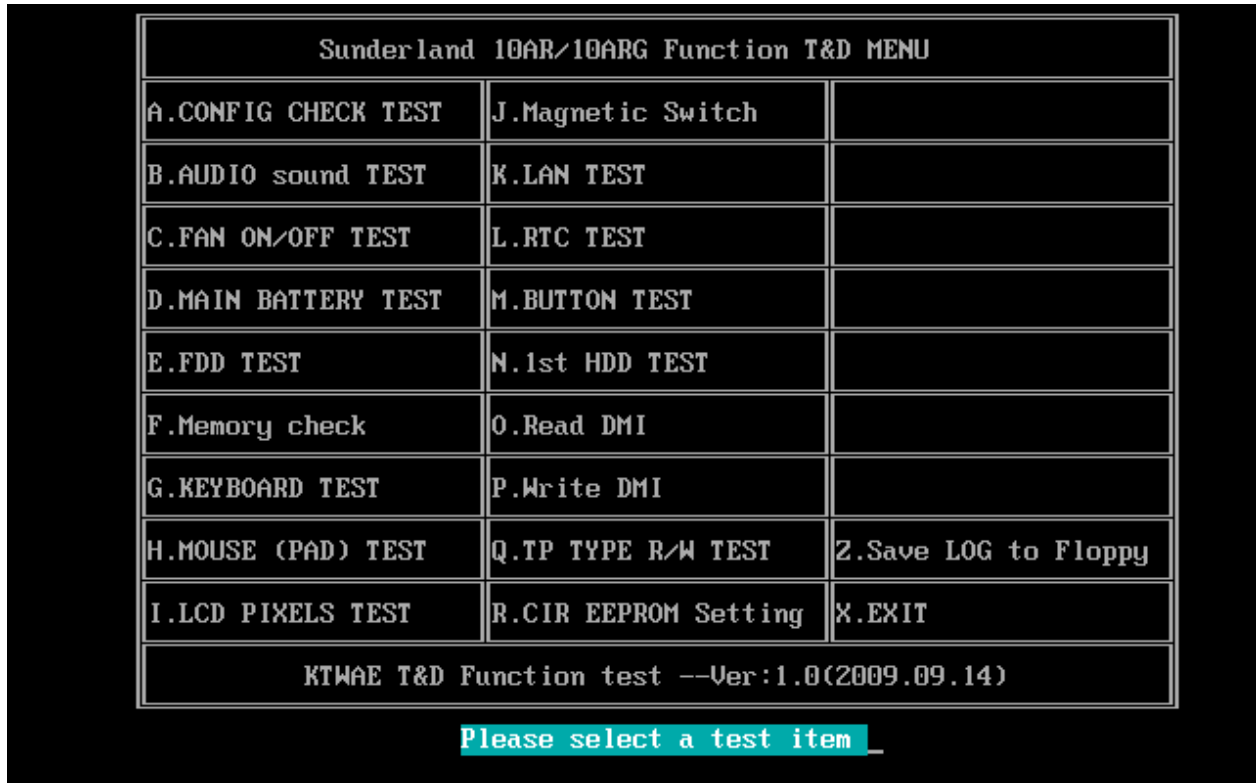 Sunderland 10AR/10ARG Function T&D MENU
A.CONFIG CHECK TEST J.Magnetic Switch
B.AUDIO sound TEST K.LAN TEST
C.FAN ON/OFF TEST L.RTC TEST
D.MAIN BATTERY TEST M.BUTTON TEST
E.FDD TEST N.1st HDD TEST
F.Memory check O.Read DMI
G.KEYBOARD TEST P.Write DMI
H.MOUSE (PAD) TEST Q.TP TYPE R/W TEST Z.Save LOG to Floppy
I.LCD PIXELS TEST R.CIR EEPROM Setting X.EXIT
KTWAE T&D Function test --Ver:1.0(2009.09.14)
Please select a test item _